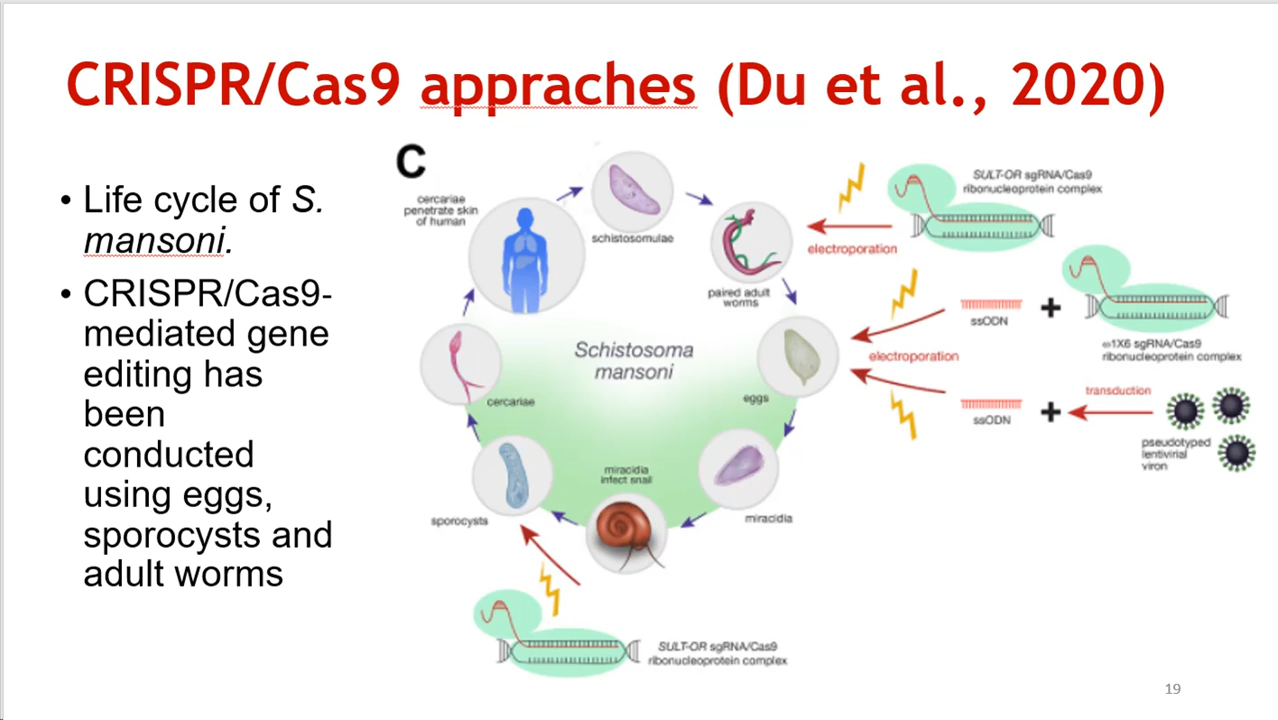 CRISPR/Cas9 appraches (Du et al., 2020)
• Life cycle of S.
mansoni.
• CRISPR/Cas9-
mediated gene
editing has
been
conducted
using eggs,
sporocysts and
adult worms
C
cercariae
penetrate skin
of human
schistosomulae
paired adult
worms
Schistosoma
mansoni
eggs
cercariae
miracidia
infect snail
sporocysts
miracidia
SULT-OR sgRNA/Cas9
ribonucleoprotein complex
electroporation
ssODN
+
ω1X6 sgRNA/Cas9
ribonucleoprotein complex
electroporation
ssODN
+
transduction
pseudotyped
lentivirial
viron
SULT-OR sgRNA/Cas9
ribonucleoprotein complex
19